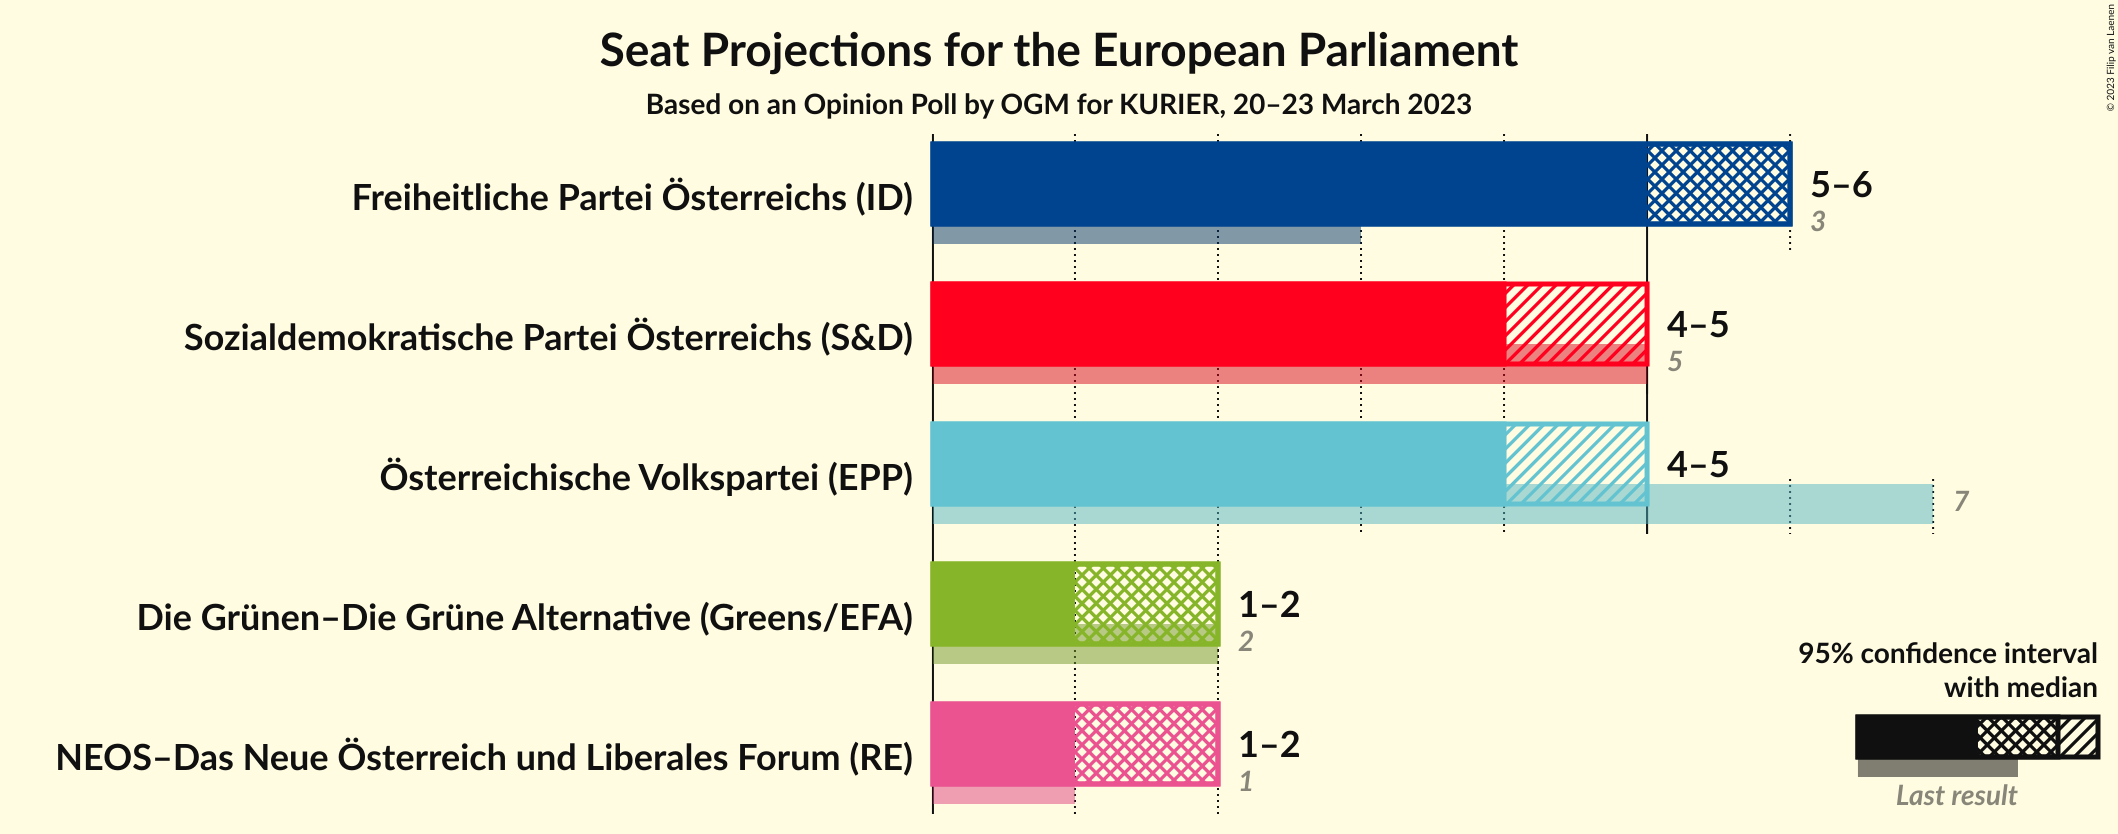 Seat Projections for the European Parliament
Based on an Opinion Poll by OGM for KURIER, 20–23 March 2023
© 2023 Filip van Laenen
Freiheitliche Partei Österreichs (ID)
5–6
3
Sozialdemokratische Partei Österreichs (S&D)
4–5
5
Österreichische Volkspartei (EPP)
4–5
7
Die Grünen–Die Grüne Alternative (Greens/EFA)
1–2
2
NEOS–Das Neue Österreich und Liberales Forum (RE)
1–2
1
95% confidence interval
with median
Last result